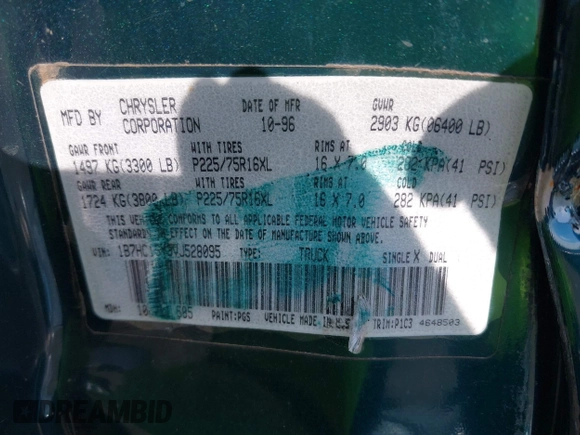 MFD BY CHRYSLER CORPORATION DATE OF MFR 10-96 GVWR 2903 KG(06400 LB)
GAWR FRONT WITH TIRES RIMS AT COLD
1497 KG(3300 LB) P225/75R16XL 16 X 7.0 282 KPA(41 PSI)
GAWR REAR WITH TIRES RIMS AT COLD
1724 KG(3800 LB) P225/75R16XL 16 X 7.0 282 KPA(41 PSI)
THIS VEHICLE CONFORMS TO ALL APPLICABLE FEDERAL MOTOR VEHICLE SAFETY
STANDARDS IN EFFECT ON THE DATE OF MANUFACTURE SHOWN ABOVE.
VIN: TYPE: TRUCK SINGLE X DUAL
MDH: PAINT:PGS VEHICLE MADE IN TRIM:P1C3 4648503
DREAMBID